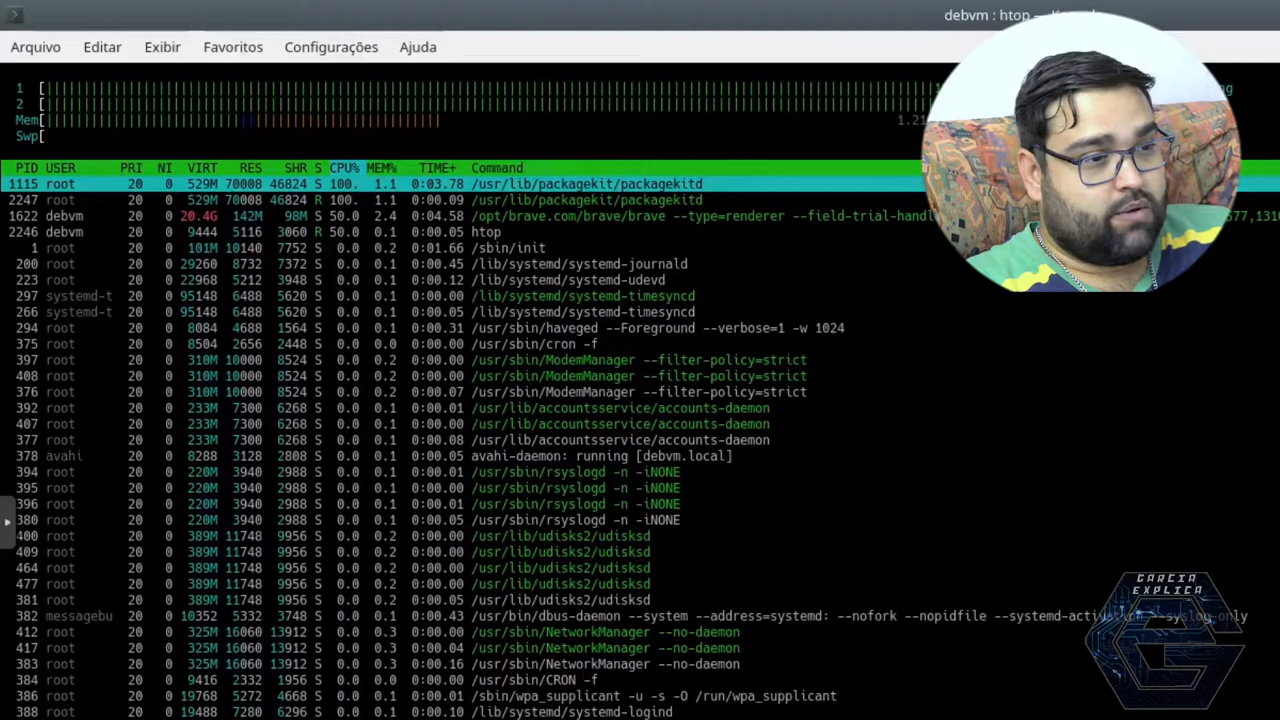 debvm : htop
Arquivo Editar Exibir Favoritos Configurações Ajuda
1 [
2 [
Mem[ 1.21
Swp[
PID USER PRI NI VIRT RES SHR S CPU% MEM% TIME+ Command
1115 root 20 0 529M 70008 46824 S 100. 1.1 0:03.78 /usr/lib/packagekit/packagekitd
2247 root 20 0 529M 70008 46824 R 100. 1.1 0:00.09 /usr/lib/packagekit/packagekitd
1622 debvm 20 0 20.4G 142M 98M S 50.0 2.4 0:04.58 /opt/brave.com/brave/brave --type=renderer --field-trial-handl
2246 debvm 20 0 9444 5116 3060 R 50.0 0.1 0:00.05 htop
1 root 20 0 101M 10140 7752 S 0.0 0.2 0:01.66 /sbin/init
200 root 20 0 29260 8732 7372 S 0.0 0.1 0:00.45 /lib/systemd/systemd-journald
223 root 20 0 22968 5212 3948 S 0.0 0.1 0:00.12 /lib/systemd/systemd-udevd
297 systemd-t 20 0 95148 6488 5620 S 0.0 0.1 0:00.00 /lib/systemd/systemd-timesyncd
266 systemd-t 20 0 95148 6488 5620 S 0.0 0.1 0:00.05 /lib/systemd/systemd-timesyncd
294 root 20 0 8084 4688 1564 S 0.0 0.1 0:00.31 /usr/sbin/haveged --Foreground --verbose=1 -w 1024
375 root 20 0 8504 2656 2448 S 0.0 0.0 0:00.00 /usr/sbin/cron -f
397 root 20 0 310M 10000 8524 S 0.0 0.2 0:00.00 /usr/sbin/ModemManager --filter-policy=strict
408 root 20 0 310M 10000 8524 S 0.0 0.2 0:00.00 /usr/sbin/ModemManager --filter-policy=strict
376 root 20 0 310M 10000 8524 S 0.0 0.2 0:00.07 /usr/sbin/ModemManager --filter-policy=strict
392 root 20 0 233M 7300 6268 S 0.0 0.1 0:00.01 /usr/lib/accountsservice/accounts-daemon
407 root 20 0 233M 7300 6268 S 0.0 0.1 0:00.00 /usr/lib/accountsservice/accounts-daemon
377 root 20 0 233M 7300 6268 S 0.0 0.1 0:00.08 /usr/lib/accountsservice/accounts-daemon
378 avahi 20 0 8288 3128 2808 S 0.0 0.1 0:00.05 avahi-daemon: running [debvm.local]
394 root 20 0 220M 3940 2988 S 0.0 0.1 0:00.01 /usr/sbin/rsyslogd -n -iNONE
395 root 20 0 220M 3940 2988 S 0.0 0.1 0:00.00 /usr/sbin/rsyslogd -n -iNONE
396 root 20 0 220M 3940 2988 S 0.0 0.1 0:00.01 /usr/sbin/rsyslogd -n -iNONE
380 root 20 0 220M 3940 2988 S 0.0 0.1 0:00.05 /usr/sbin/rsyslogd -n -iNONE
400 root 20 0 389M 11748 9956 S 0.0 0.2 0:00.00 /usr/lib/udisks2/udisksd
409 root 20 0 389M 11748 9956 S 0.0 0.2 0:00.00 /usr/lib/udisks2/udisksd
464 root 20 0 389M 11748 9956 S 0.0 0.2 0:00.00 /usr/lib/udisks2/udisksd
477 root 20 0 389M 11748 9956 S 0.0 0.2 0:00.00 /usr/lib/udisks2/udisksd
381 root 20 0 389M 11748 9956 S 0.0 0.2 0:00.05 /usr/lib/udisks2/udisksd
382 messagebu 20 0 10352 5332 3748 S 0.0 0.1 0:00.43 /usr/bin/dbus-daemon --system --address=systemd: --nofork --nopidfile --systemd-activation --syslog-only
412 root 20 0 325M 16060 13912 S 0.0 0.3 0:00.00 /usr/sbin/NetworkManager --no-daemon
417 root 20 0 325M 16060 13912 S 0.0 0.3 0:00.04 /usr/sbin/NetworkManager --no-daemon
383 root 20 0 325M 16060 13912 S 0.0 0.3 0:00.16 /usr/sbin/NetworkManager --no-daemon
384 root 20 0 9416 2332 1956 S 0.0 0.0 0:00.00 /usr/sbin/CRON -f
386 root 20 0 19768 5272 4668 S 0.0 0.1 0:00.01 /sbin/wpa_supplicant -u -s -O /run/wpa_supplicant
388 root 20 0 19488 7280 6296 S 0.0 0.1 0:00.10 /lib/systemd/systemd-logind
GARCIA
EXPLICA